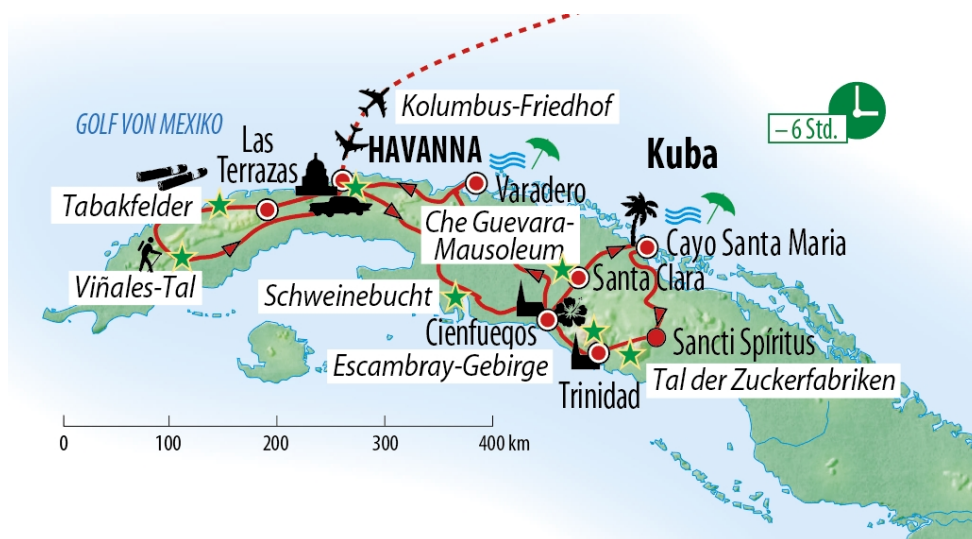 Kolumbus-Friedhof
GOLF VON MEXIKO
– 6 Std.
Las
Terrazas
HAVANNA
Kuba
Varadero
Tabakfelder
Che Guevara-
Mausoleum
Cayo Santa Maria
Viñales-Tal
Santa Clara
Schweinebucht
Cienfuegos
Sancti Spíritus
Escambray-Gebirge
Tal der Zuckerfabriken
Trinidad
0 100 200 300 400 km